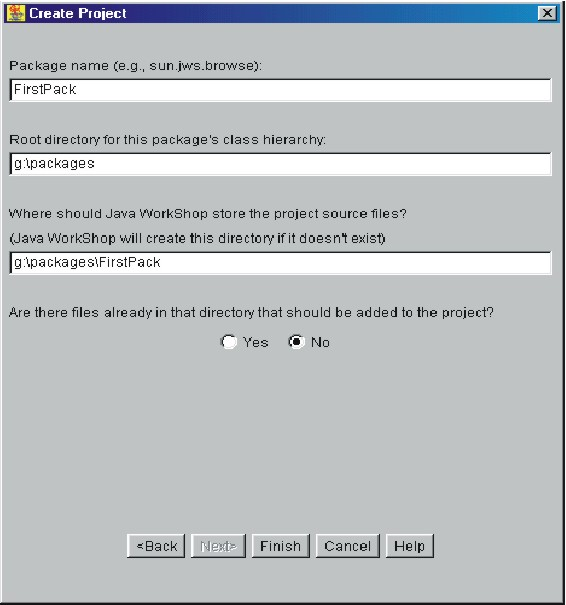 Create Project
Package name (e.g., sun.jws.browse):
FirstPack
Root directory for this package's class hierarchy:
g:\packages
Where should Java WorkShop store the project source files?
(Java WorkShop will create this directory if it doesn't exist)
g:\packages\FirstPack
Are there files already in that directory that should be added to the project?
Yes No
<Back Next> Finish Cancel Help